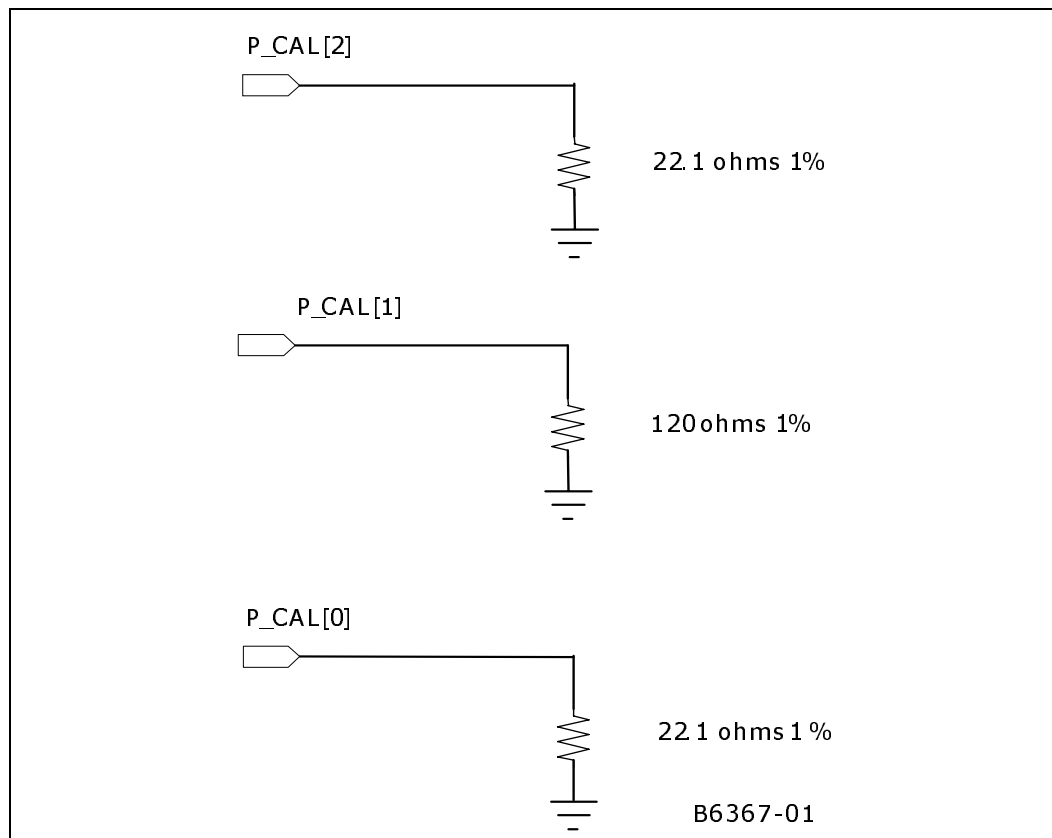 P_CAL[2]
22.1 ohms 1%
P_CAL[1]
120 ohms 1%
P_CAL[0]
22.1 ohms 1%
B6367-01